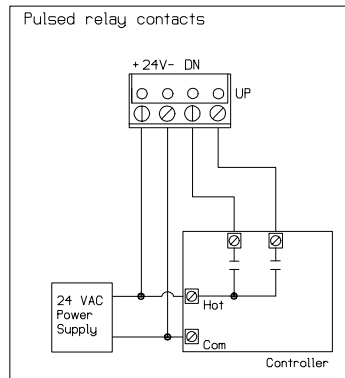 Pulsed relay contacts
+24V- DN
UP
24 VAC
Power
Supply
Hot
Com
Controller